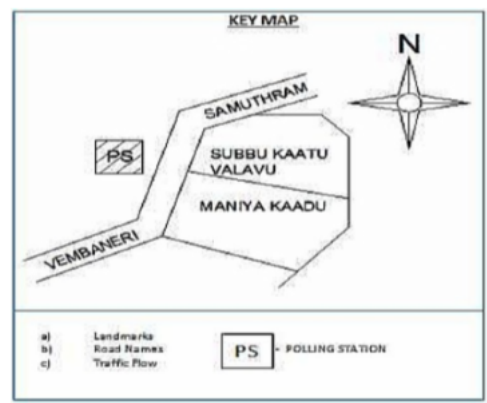 KEY MAP
N
SAMUTHRAM
PS
SUBBU KAATU
VALAVU
MANIYA KAADU
VEMBANERI
a) Landmarks
b) Road Names
c) Traffic Flow
PS - POLLING STATION